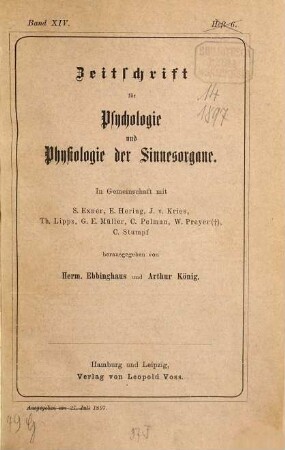 Band XIV.
Heft 6.
14
1897
Zeitschrift
für
Psychologie
und
Physiologie der Sinnesorgane.
In Gemeinschaft mit
S. Exner, E. Hering, J. v. Kries,
Th. Lipps, G. E. Müller, C. Pelman, W. Preyer(†),
C. Stumpf
herausgegeben von
Herm. Ebbinghaus und Arthur König.
Hamburg und Leipzig,
Verlag von Leopold Voss.
Ausgegeben am 27. Juli 1897.